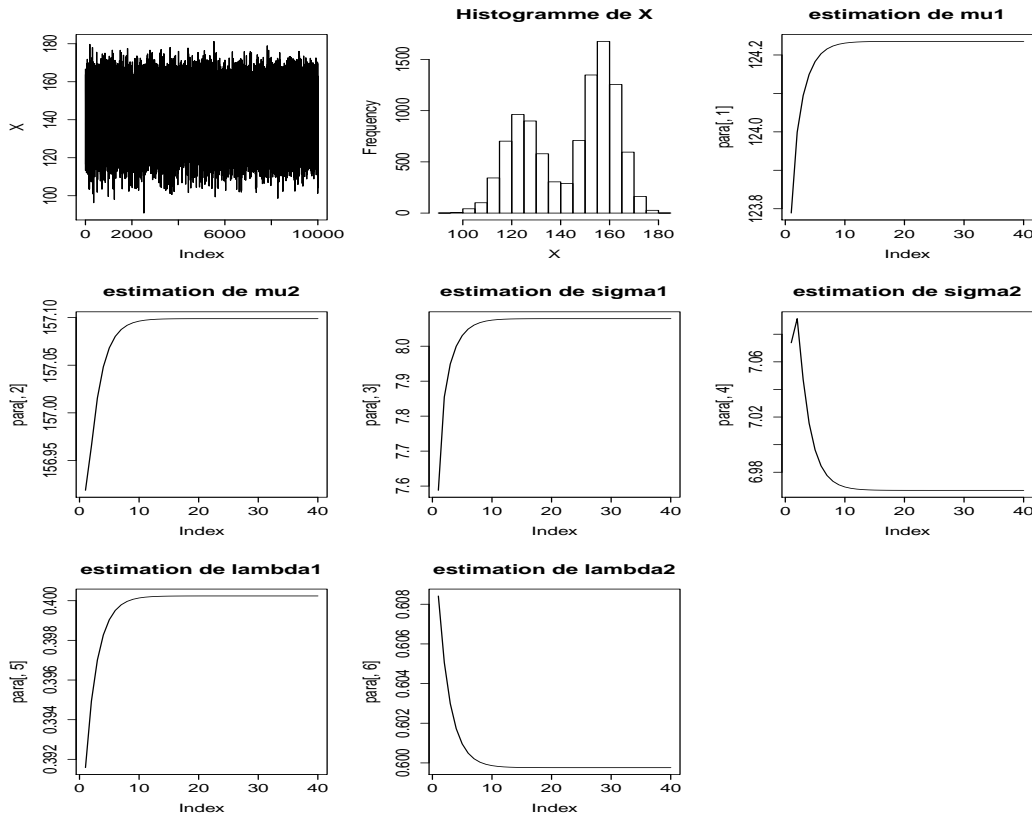 X
180
160
140
120
100
0 2000 6000 10000
Index
Histogramme de X
Frequency
1500
1000
500
0
100 120 140 160 180
X
estimation de mu1
para[, 1]
124.2
124.0
123.8
0 10 20 30 40
Index
estimation de mu2
para[, 2]
157.10
157.05
157.00
156.95
0 10 20 30 40
Index
estimation de sigma1
para[, 3]
8.0
7.9
7.8
7.7
7.6
0 10 20 30 40
Index
estimation de sigma2
para[, 4]
7.06
7.02
6.98
0 10 20 30 40
Index
estimation de lambda1
para[, 5]
0.400
0.398
0.396
0.394
0.392
0 10 20 30 40
Index
estimation de lambda2
para[, 6]
0.608
0.606
0.604
0.602
0.600
0 10 20 30 40
Index